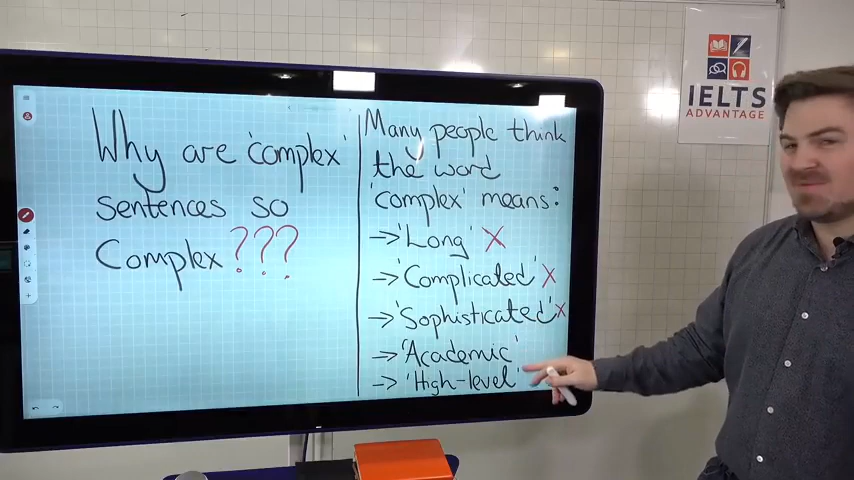 Why are 'complex'
sentences so
Complex???
Many people think
the word
'complex' means:
→ 'Long' X
→ 'Complicated' X
→ 'Sophisticated' X
→ 'Academic'
→ 'High-level'
IELTS
ADVANTAGE